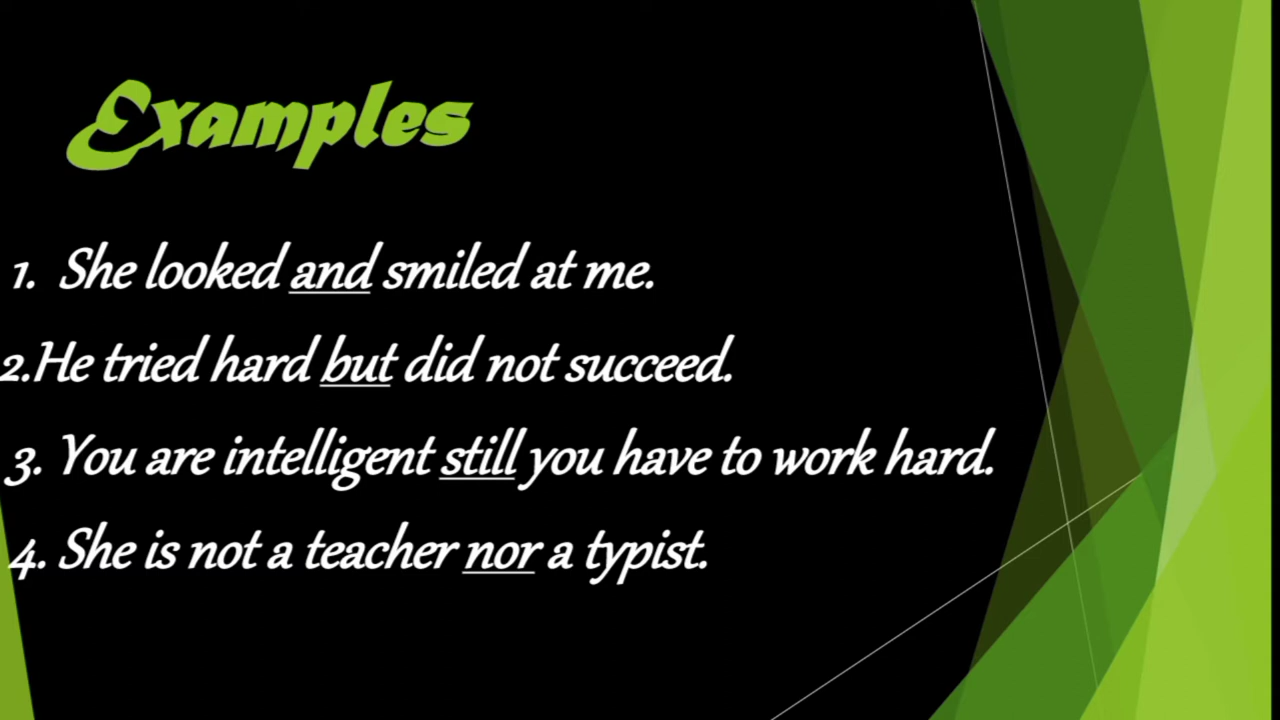 Examples
1. She looked and smiled at me.
2.He tried hard but did not succeed.
3. You are intelligent still you have to work hard.
4. She is not a teacher nor a typist.